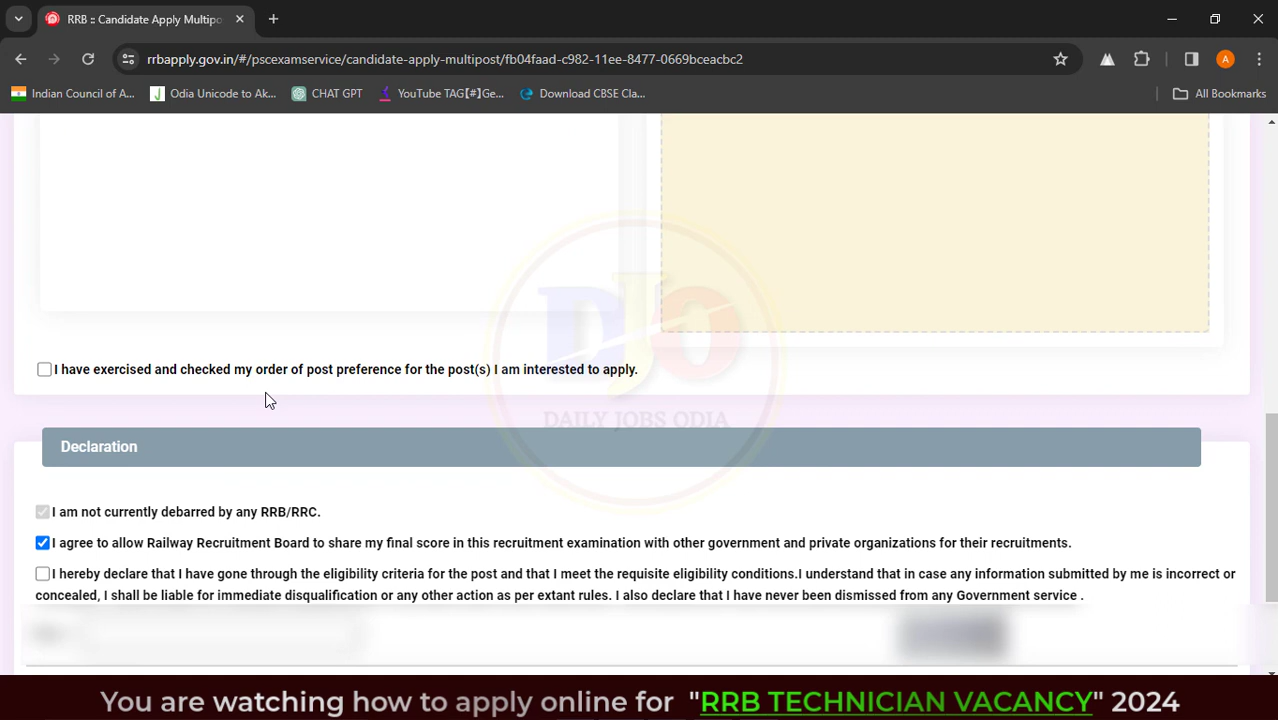 RRB :: Candidate Apply Multipo
rrbapply.gov.in/#/pscexamservice/candidate-apply-multipost/fb04faad-c982-11ee-8477-0669bceacbc2
A
Indian Council of A...
Odia Unicode to Ak...
CHAT GPT
YouTube TAG【#】Ge...
Download CBSE Cla...
All Bookmarks
DJO
DAILY JOBS ODIA
I have exercised and checked my order of post preference for the post(s) I am interested to apply.
Declaration
I am not currently debarred by any RRB/RRC.
I agree to allow Railway Recruitment Board to share my final score in this recruitment examination with other government and private organizations for their recruitments.
I hereby declare that I have gone through the eligibility criteria for the post and that I meet the requisite eligibility conditions.I understand that in case any information submitted by me is incorrect or
concealed, I shall be liable for immediate disqualification or any other action as per extant rules. I also declare that I have never been dismissed from any Government service .
You are watching how to apply online for "RRB TECHNICIAN VACANCY" 2024